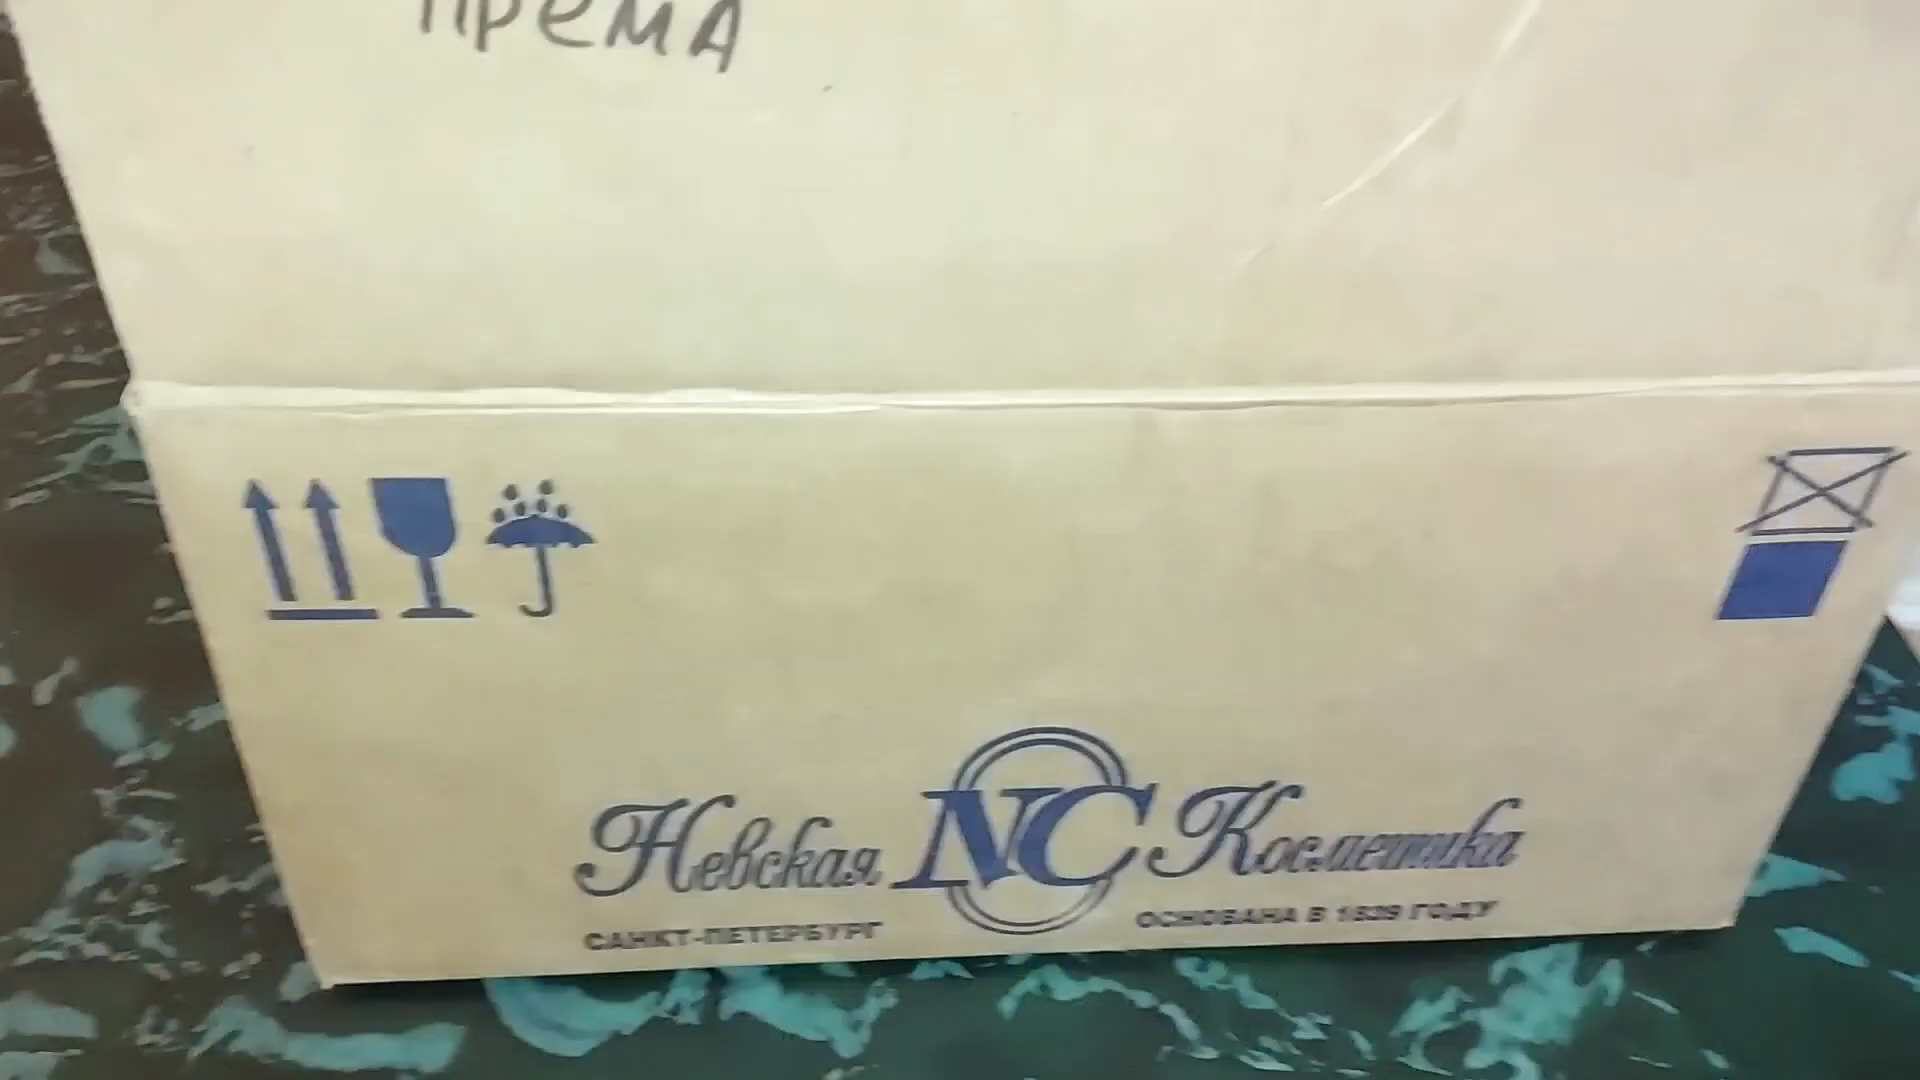 према
Невская NC Косметика
САНКТ-ПЕТЕРБУРГ
ОСНОВАНА В 1839 ГОДУ